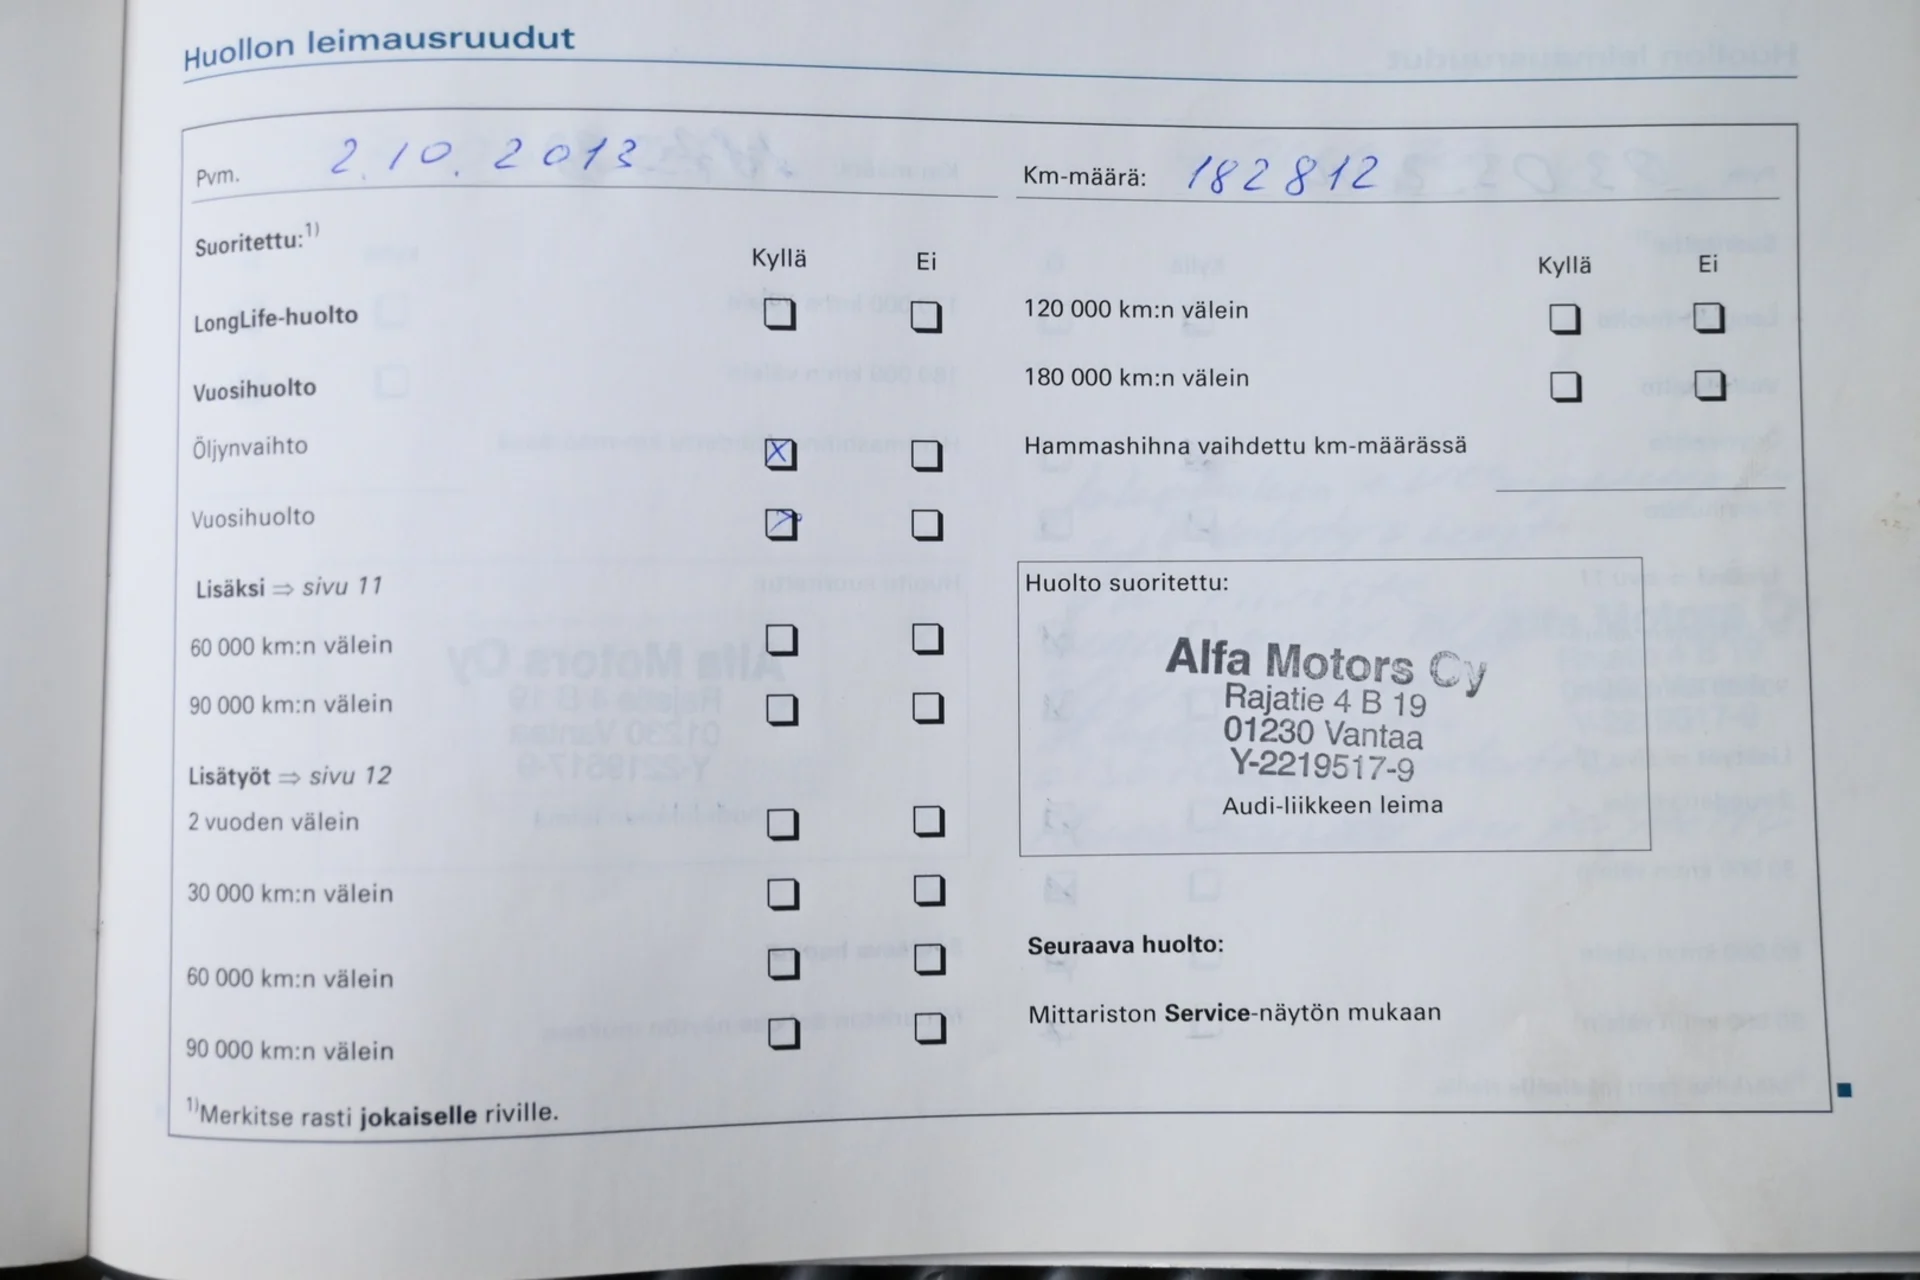 Huollon leimausruudut
Pvm. 2.10.2013
Suoritettu:¹⁾
Kyllä Ei
LongLife-huolto
Vuosihuolto
Öljynvaihto X
Vuosihuolto X
Lisäksi ⇒ sivu 11
60 000 km:n välein
90 000 km:n välein
Lisätyöt ⇒ sivu 12
2 vuoden välein
30 000 km:n välein
60 000 km:n välein
90 000 km:n välein
¹⁾Merkitse rasti jokaiselle riville.
Km-määrä: 182812
Kyllä Ei
120 000 km:n välein
180 000 km:n välein
Hammashihna vaihdettu km-määrässä
Huolto suoritettu:
Alfa Motors Oy
Rajatie 4 B 19
01230 Vantaa
Y-2219517-9
Audi-liikkeen leima
Seuraava huolto:
Mittariston Service-näytön mukaan